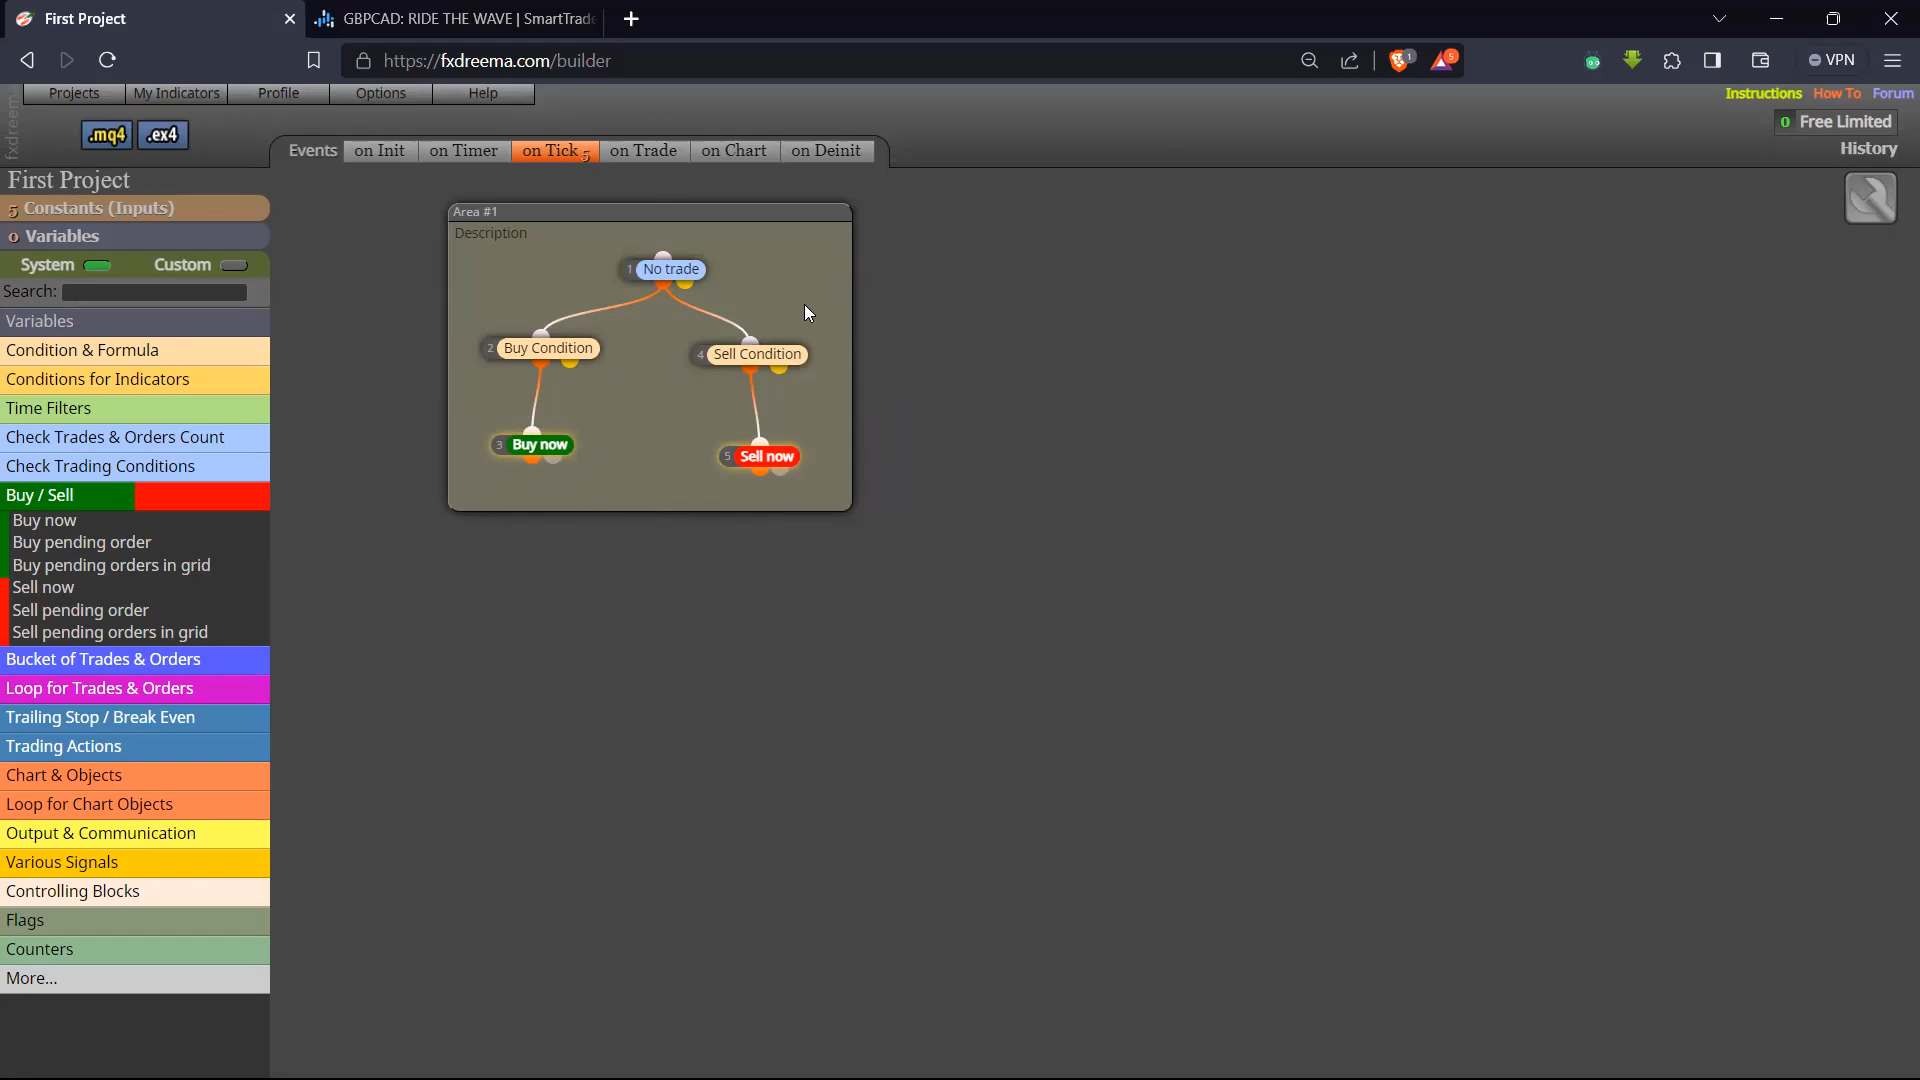 First Project
GBPCAD: RIDE THE WAVE | SmartTrade
https://fxdreema.com/builder
1
5
VPN
fxdreema
Projects
My Indicators
Profile
Options
Help
Instructions
How To
Forum
.mq4
.ex4
0 Free Limited
History
Events
on Init
on Timer
on Tick 5
on Trade
on Chart
on Deinit
First Project
5 Constants (Inputs)
0 Variables
System
Custom
Search:
Variables
Condition & Formula
Conditions for Indicators
Time Filters
Check Trades & Orders Count
Check Trading Conditions
Buy / Sell
Buy now
Buy pending order
Buy pending orders in grid
Sell now
Sell pending order
Sell pending orders in grid
Bucket of Trades & Orders
Loop for Trades & Orders
Trailing Stop / Break Even
Trading Actions
Chart & Objects
Loop for Chart Objects
Output & Communication
Various Signals
Controlling Blocks
Flags
Counters
More...
Area #1
Description
1 No trade
2 Buy Condition
4 Sell Condition
3 Buy now
5 Sell now